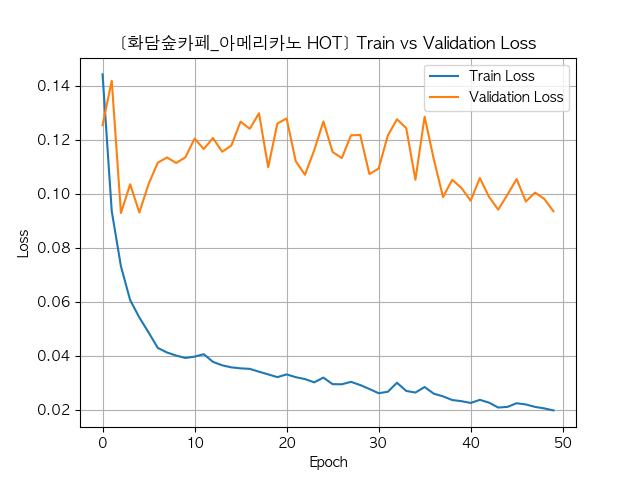 [화담숲카페_아메리카노 HOT] Train vs Validation Loss
Train Loss
Validation Loss
0.14
0.12
0.10
0.08
0.06
0.04
0.02
Loss
0 10 20 30 40 50
Epoch